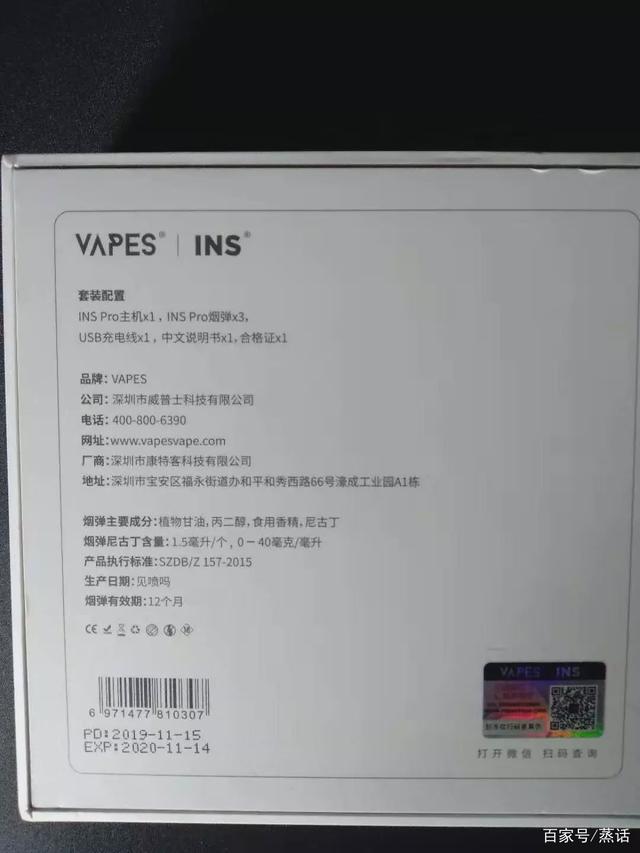 VAPES® | INS®
套装配置
INS Pro主机x1，INS Pro烟弹x3，
USB充电线x1，中文说明书x1，合格证x1
品牌：VAPES
公司：深圳市威普士科技有限公司
电话：400-800-6390
网址：www.vapesvape.com
厂商：深圳市康特客科技有限公司
地址：深圳市宝安区福永街道办和平和秀西路66号濠成工业园A1栋
烟弹主要成分：植物甘油，丙二醇，食用香精，尼古丁
烟弹尼古丁含量：1.5毫升/个，0－40毫克/毫升
产品执行标准：SZDB/Z 157-2015
生产日期：见喷吗
烟弹有效期：12个月
CE
6 971477 810307
PD:2019-11-15
EXP:2020-11-14
VAPES INS
打开微信 扫码查询
百家号/蒸话